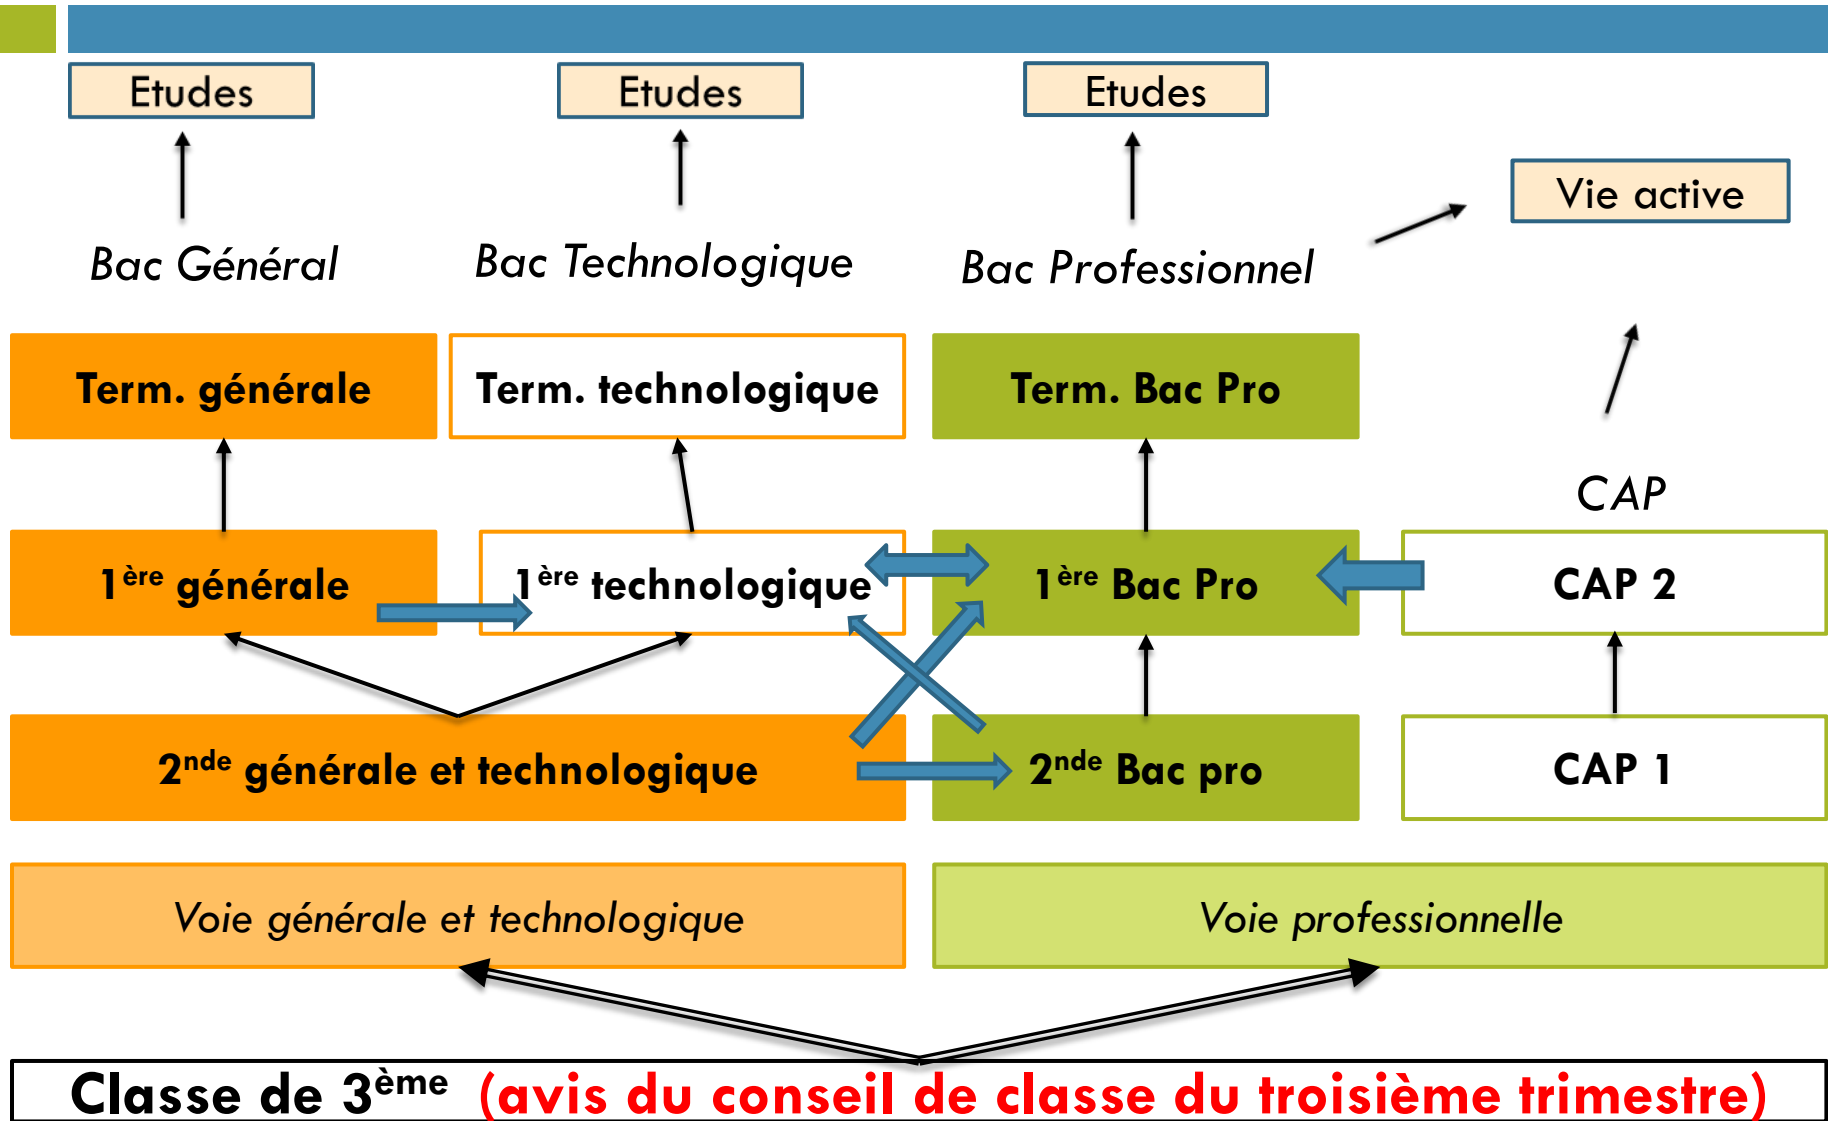 Etudes
Etudes
Etudes
Vie active
Bac Général
Bac Technologique
Bac Professionnel
Term. générale
Term. technologique
Term. Bac Pro
CAP
1ère générale
1ère technologique
1ère Bac Pro
CAP 2
2nde générale et technologique
2nde Bac pro
CAP 1
Voie générale et technologique
Voie professionnelle
Classe de 3ème (avis du conseil de classe du troisième trimestre)